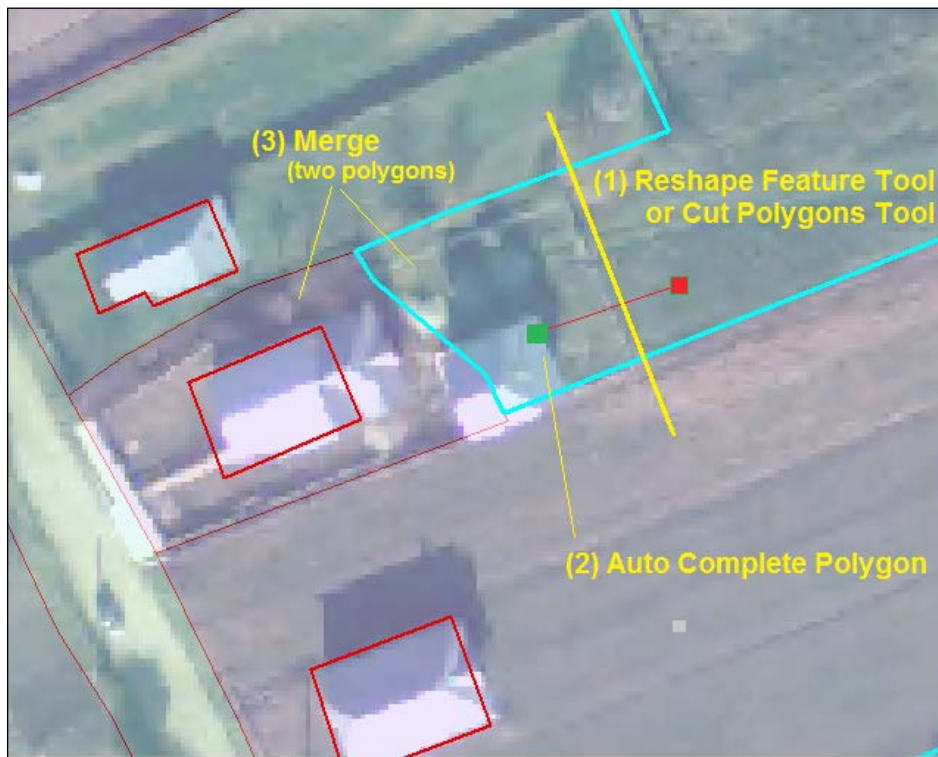 (3) Merge
(two polygons)
(1) Reshape Feature Tool
or Cut Polygons Tool
(2) Auto Complete Polygon